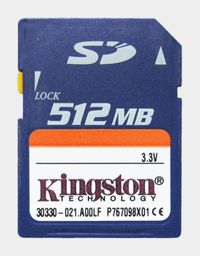 SD
LOCK
512 MB
3.3V
Kingston
TECHNOLOGY
30330-021.A00LF P767098X01 CE